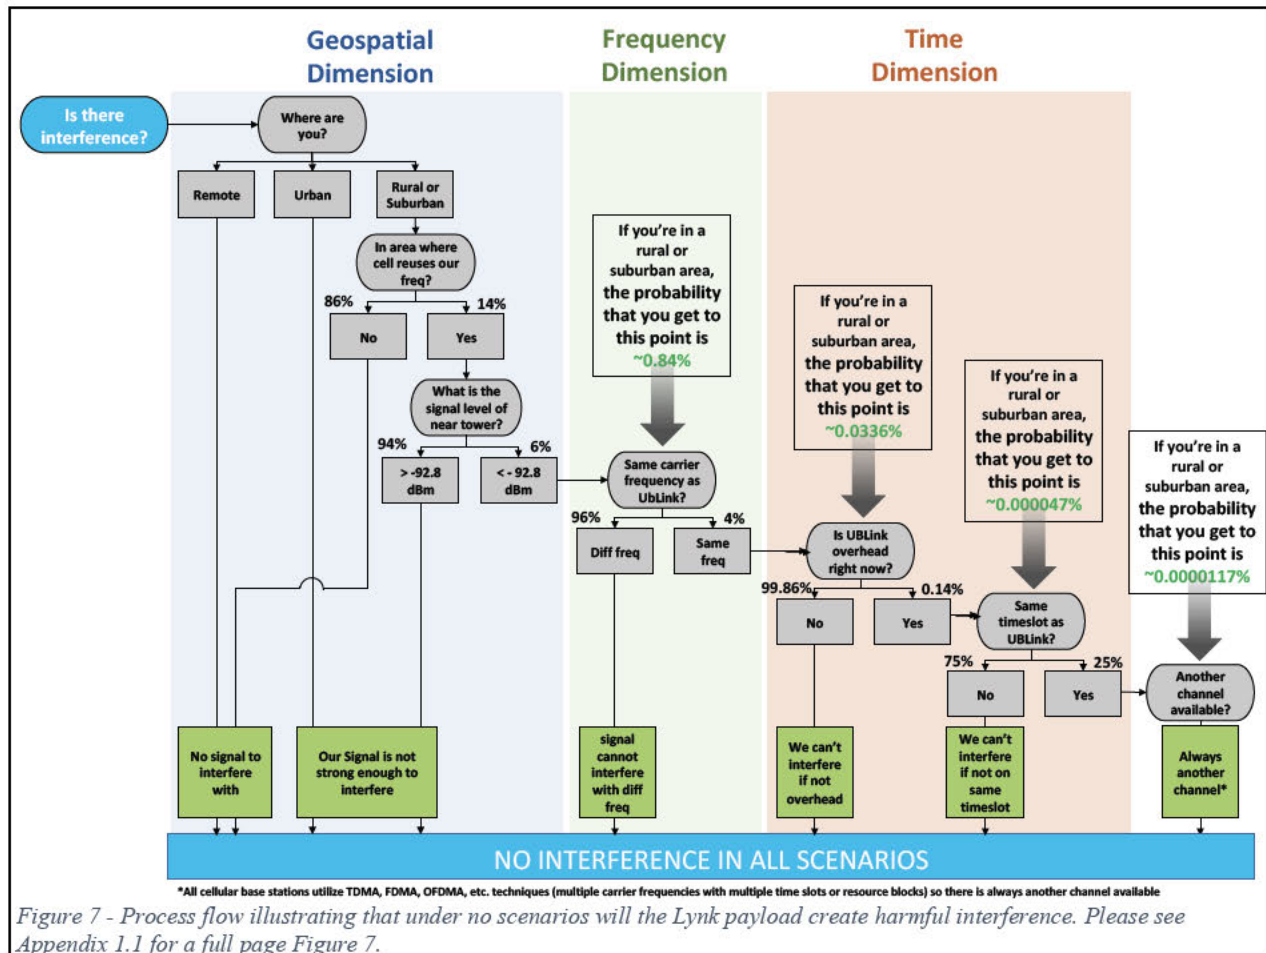 Geospatial
Dimension
Frequency
Dimension
Time
Dimension
Is there
interference?
Where are
you?
Remote
Urban
Rural or
Suburban
In area where
cell reuses our
freq?
86%
14%
No
Yes
What is the
signal level of
near tower?
94%
6%
> -92.8
dBm
< - 92.8
dBm
If you're in a
rural or
suburban area,
the probability
that you get to
this point is
~0.84%
Same carrier
frequency as
UbLink?
96%
4%
Diff freq
Same
freq
If you're in a
rural or
suburban area,
the probability
that you get to
this point is
~0.0336%
Is UBLink
overhead
right now?
99.86%
0.14%
No
Yes
If you're in a
rural or
suburban area,
the probability
that you get to
this point is
~0.000047%
Same
timeslot as
UBLink?
75%
25%
No
Yes
If you're in a
rural or
suburban area,
the probability
that you get to
this point is
~0.0000117%
Another
channel
available?
No signal to
interfere
with
Our Signal is not
strong enough to
interfere
signal
cannot
interfere
with diff
freq
We can't
interfere
if not
overhead
We can't
interfere
if not on
same
timeslot
Always
another
channel*
NO INTERFERENCE IN ALL SCENARIOS
*All cellular base stations utilize TDMA, FDMA, OFDMA, etc. techniques (multiple carrier frequencies with multiple time slots or resource blocks) so there is always another channel available
Figure 7 - Process flow illustrating that under no scenarios will the Lynk payload create harmful interference. Please see
Appendix 1.1 for a full page Figure 7.